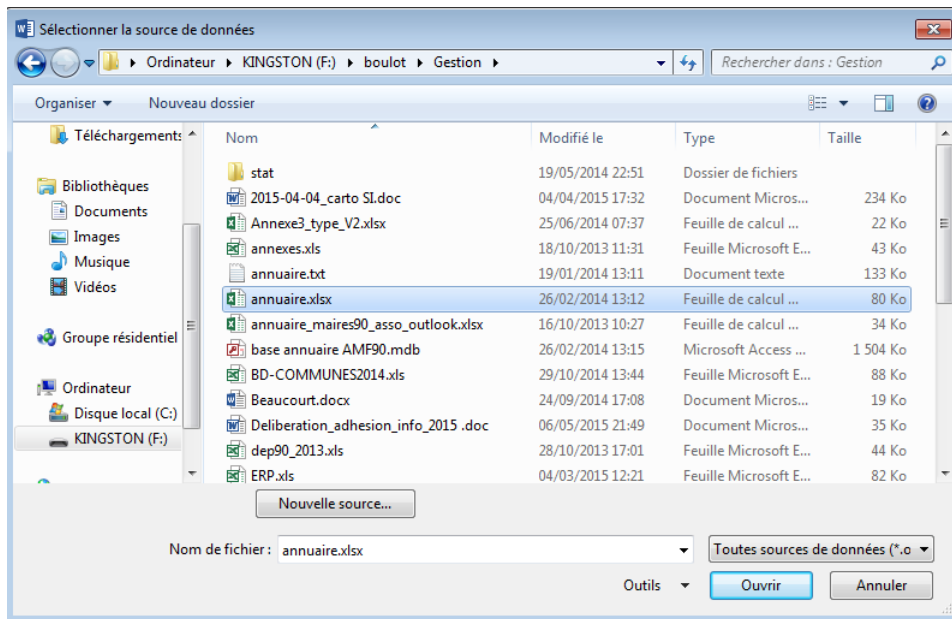 Sélectionner la source de données
Ordinateur ▸ KINGSTON (F:) ▸ boulot ▸ Gestion ▸ Rechercher dans : Gestion
Organiser Nouveau dossier
Téléchargements Nom Modifié le Type Taille
stat 19/05/2014 22:51 Dossier de fichiers
Bibliothèques 2015-04-04_carto SI.doc 04/04/2015 17:32 Document Micros... 234 Ko
Documents Annexe3_type_V2.xlsx 25/06/2014 07:37 Feuille de calcul ... 22 Ko
Images annexes.xls 18/10/2013 11:31 Feuille Microsoft E... 43 Ko
Musique annuaire.txt 19/01/2014 13:11 Document texte 133 Ko
Vidéos annuaire.xlsx 26/02/2014 13:12 Feuille de calcul ... 80 Ko
annuaire_maires90_asso_outlook.xlsx 16/10/2013 10:27 Feuille de calcul ... 34 Ko
Groupe résidentiel base annuaire AMF90.mdb 26/02/2014 13:15 Microsoft Access ... 1 504 Ko
BD-COMMUNES2014.xls 29/10/2014 13:44 Feuille Microsoft E... 88 Ko
Ordinateur Beaucourt.docx 24/09/2014 17:08 Document Micros... 19 Ko
Disque local (C:) Deliberation_adhesion_info_2015 .doc 06/05/2015 21:49 Document Micros... 35 Ko
KINGSTON (F:) dep90_2013.xls 28/10/2013 17:01 Feuille Microsoft E... 44 Ko
ERP.xls 04/03/2015 12:21 Feuille Microsoft E... 82 Ko
Nouvelle source...
Nom de fichier : annuaire.xlsx Toutes sources de données (*.o
Outils Ouvrir Annuler